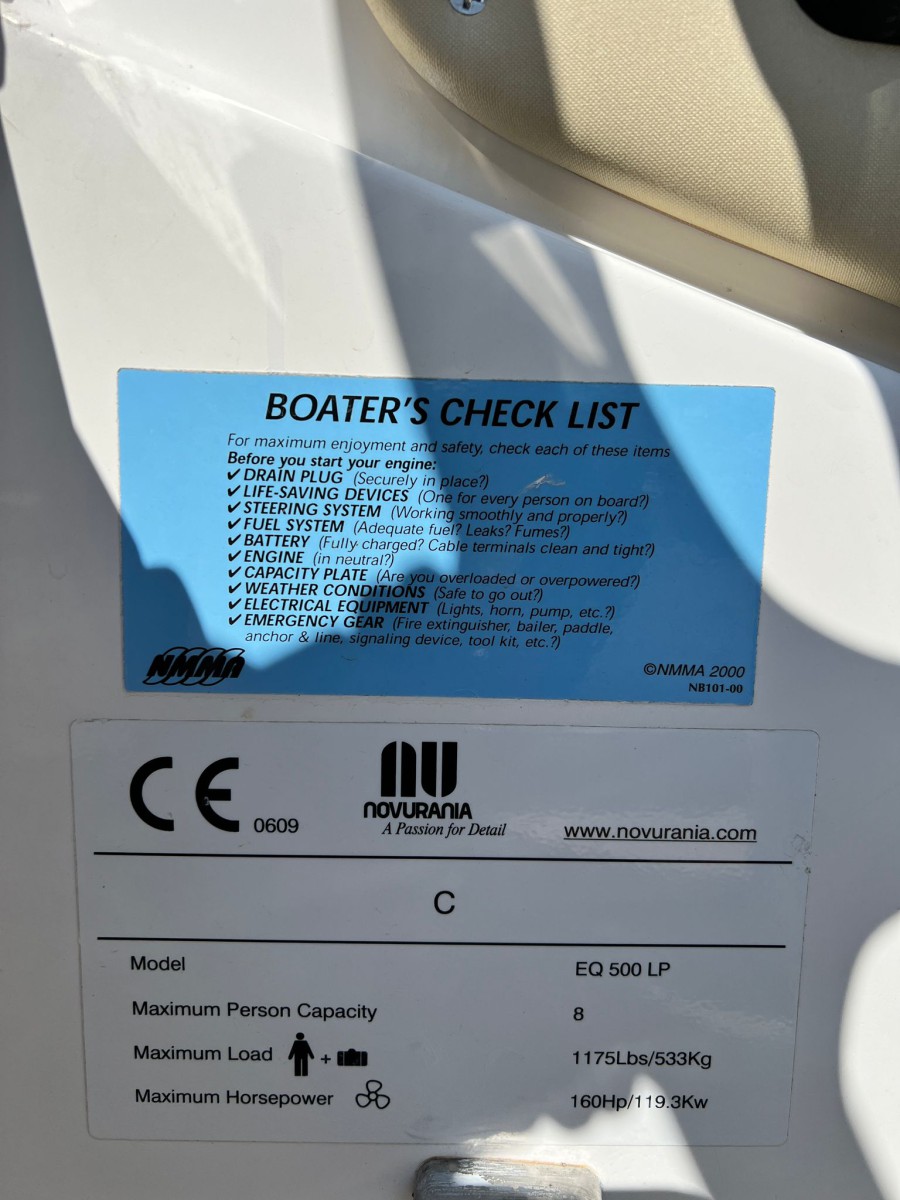 BOATER'S CHECK LIST
For maximum enjoyment and safety, check each of these items
Before you start your engine:
✔ DRAIN PLUG (Securely in place?)
✔ LIFE-SAVING DEVICES (One for every person on board?)
✔ STEERING SYSTEM (Working smoothly and properly?)
✔ FUEL SYSTEM (Adequate fuel? Leaks? Fumes?)
✔ BATTERY (Fully charged? Cable terminals clean and tight?)
✔ ENGINE (in neutral?)
✔ CAPACITY PLATE (Are you overloaded or overpowered?)
✔ WEATHER CONDITIONS (Safe to go out?)
✔ ELECTRICAL EQUIPMENT (Lights, horn, pump, etc.?)
✔ EMERGENCY GEAR (Fire extinguisher, bailer, paddle,
anchor & line, signaling device, tool kit, etc.?)
NMMA
©NMMA 2000
NB101-00
CE 0609
NU
NOVURANIA
A Passion for Detail
www.novurania.com
C
Model EQ 500 LP
Maximum Person Capacity 8
Maximum Load + 1175Lbs/533Kg
Maximum Horsepower 160Hp/119.3Kw